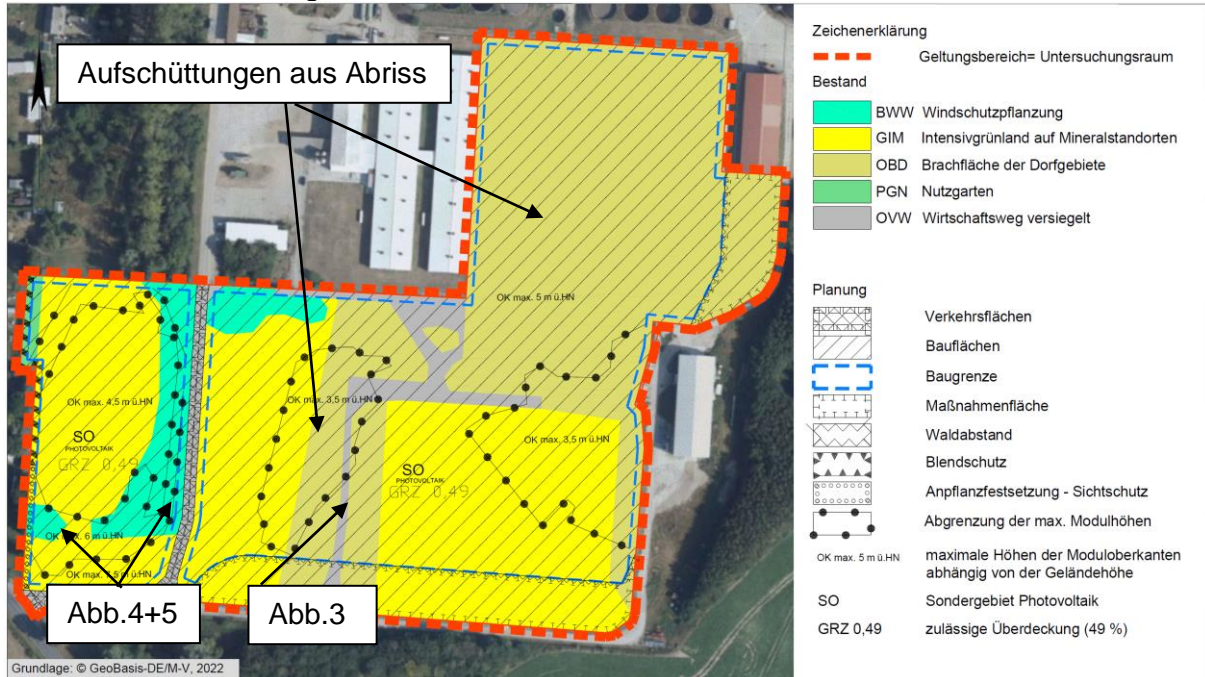 Aufschüttungen aus Abriss
OK max. 5 m ü.HN
OK max. 4,5 m ü.HN
OK max. 3,5 m ü.HN
SO
PHOTOVOLTAIK
GRZ 0,49
OK max. 3,5 m ü.HN
SO
PHOTOVOLTAIK
GRZ 0,49
OK max. 6 m ü.HN
Abb.4+5
Abb.3
Grundlage: © GeoBasis-DE/M-V, 2022
Zeichenerklärung
Geltungsbereich= Untersuchungsraum
Bestand
BWW Windschutzpflanzung
GIM Intensivgrünland auf Mineralstandorten
OBD Brachfläche der Dorfgebiete
PGN Nutzgarten
OVW Wirtschaftsweg versiegelt
Planung
Verkehrsflächen
Bauflächen
Baugrenze
Maßnahmenfläche
Waldabstand
Blendschutz
Anpflanzfestsetzung - Sichtschutz
Abgrenzung der max. Modulhöhen
OK max. 5 m ü.HN maximale Höhen der Moduloberkanten
abhängig von der Geländehöhe
SO Sondergebiet Photovoltaik
GRZ 0,49 zulässige Überdeckung (49 %)